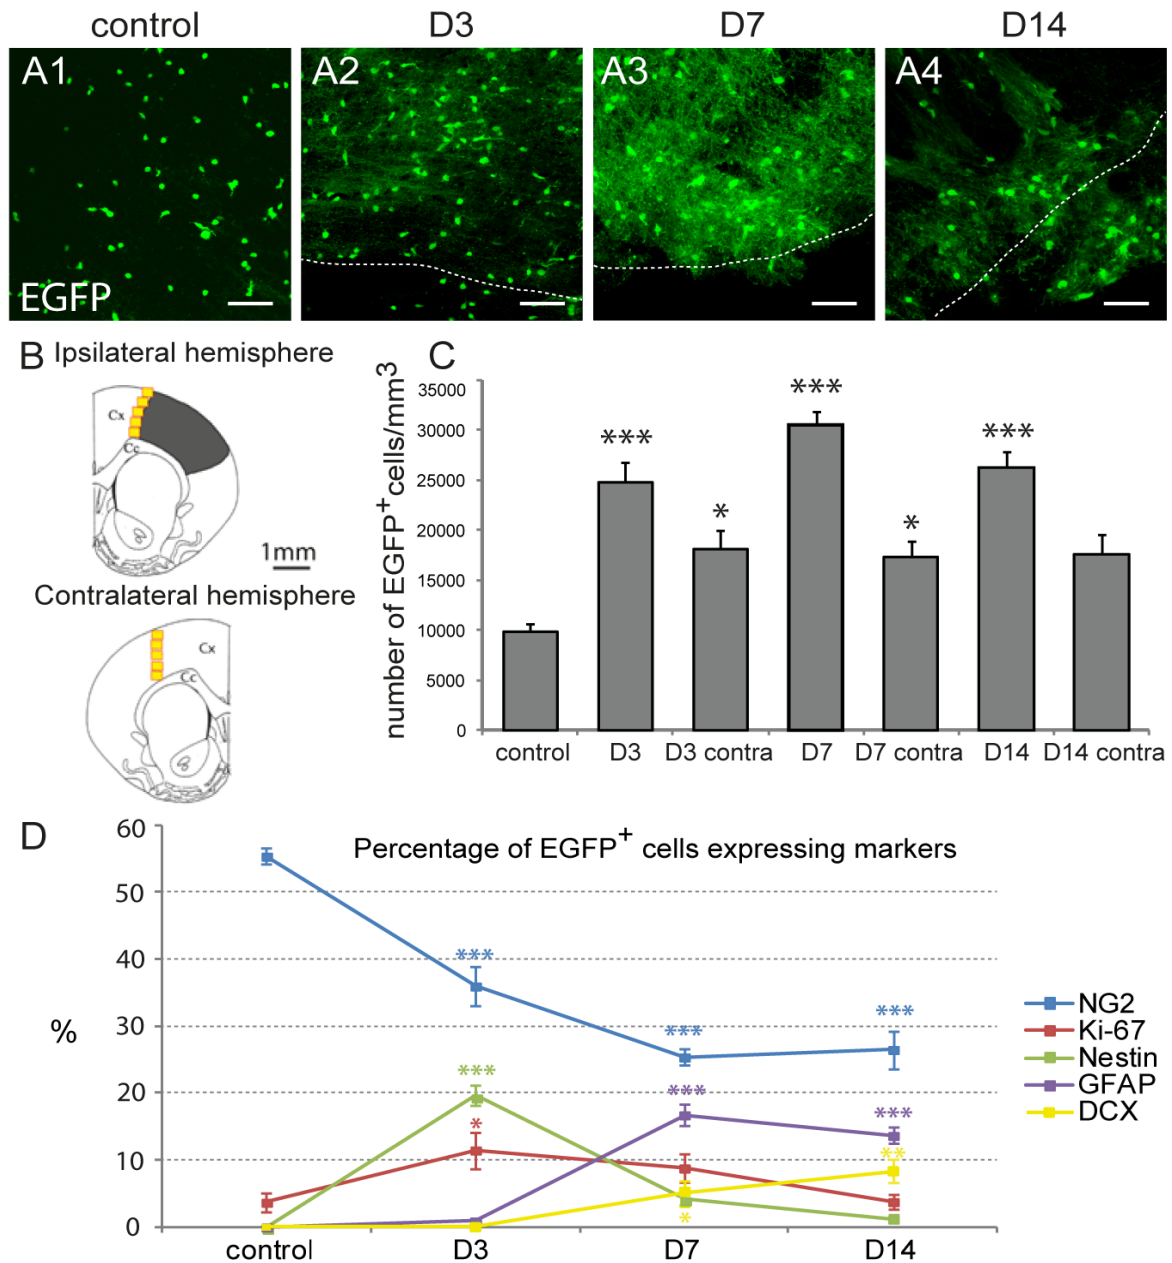 control D3 D7 D14
A1 A2 A3 A4
EGFP
B Ipsilateral hemisphere
Cx
Cc
1mm
Contralateral hemisphere
Cx
Cc
C
number of EGFP+cells/mm3
35000
30000
25000
20000
15000
10000
5000
0
*** * *** * ***
control D3 D3 contra D7 D7 contra D14 D14 contra
D
Percentage of EGFP+ cells expressing markers
%
60
50
40
30
20
10
0
*** *** ***
*** *** ***
* **
*
control D3 D7 D14
NG2
Ki-67
Nestin
GFAP
DCX